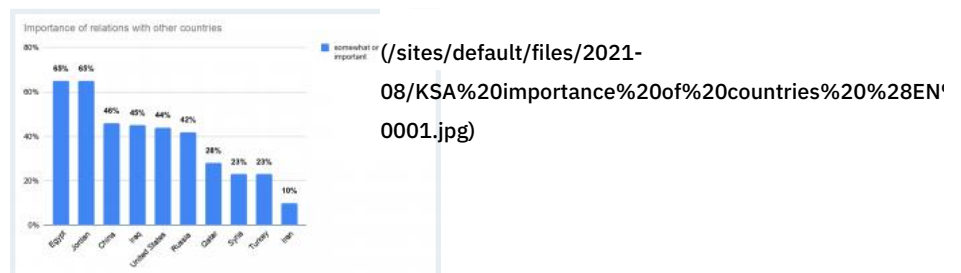 Importance of relations with other countries
80%
60%
40%
20%
0%
65% 65% 46% 45% 44% 42% 28% 23% 23% 10%
Egypt Jordan China Iraq United States Russia Qatar Syria Turkey Iran
somewhat or
important
(/sites/default/files/2021-
08/KSA%20importance%20of%20countries%20%28EN
0001.jpg)